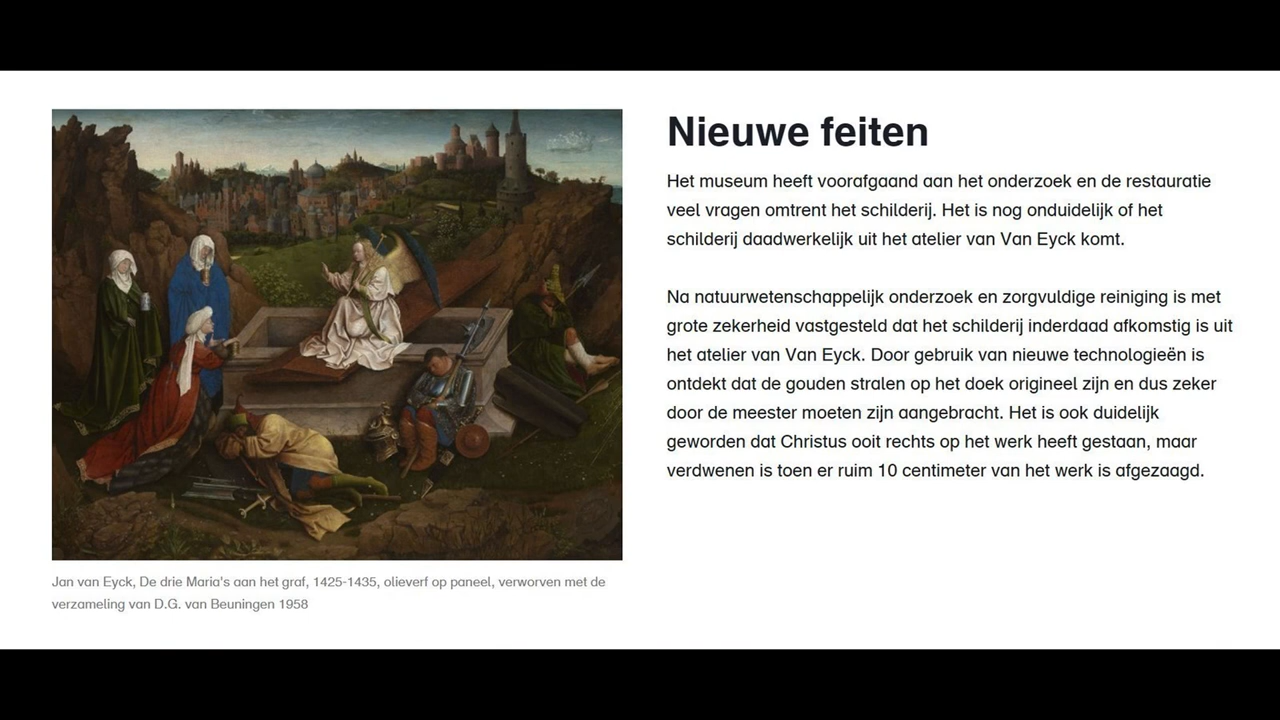 Nieuwe feiten
Het museum heeft voorafgaand aan het onderzoek en de restauratie
veel vragen omtrent het schilderij. Het is nog onduidelijk of het
schilderij daadwerkelijk uit het atelier van Van Eyck komt.
Na natuurwetenschappelijk onderzoek en zorgvuldige reiniging is met
grote zekerheid vastgesteld dat het schilderij inderdaad afkomstig is uit
het atelier van Van Eyck. Door gebruik van nieuwe technologieën is
ontdekt dat de gouden stralen op het doek origineel zijn en dus zeker
door de meester moeten zijn aangebracht. Het is ook duidelijk
geworden dat Christus ooit rechts op het werk heeft gestaan, maar
verdwenen is toen er ruim 10 centimeter van het werk is afgezaagd.
Jan van Eyck, De drie Maria's aan het graf, 1425-1435, olieverf op paneel, verworven met de
verzameling van D.G. van Beuningen 1958